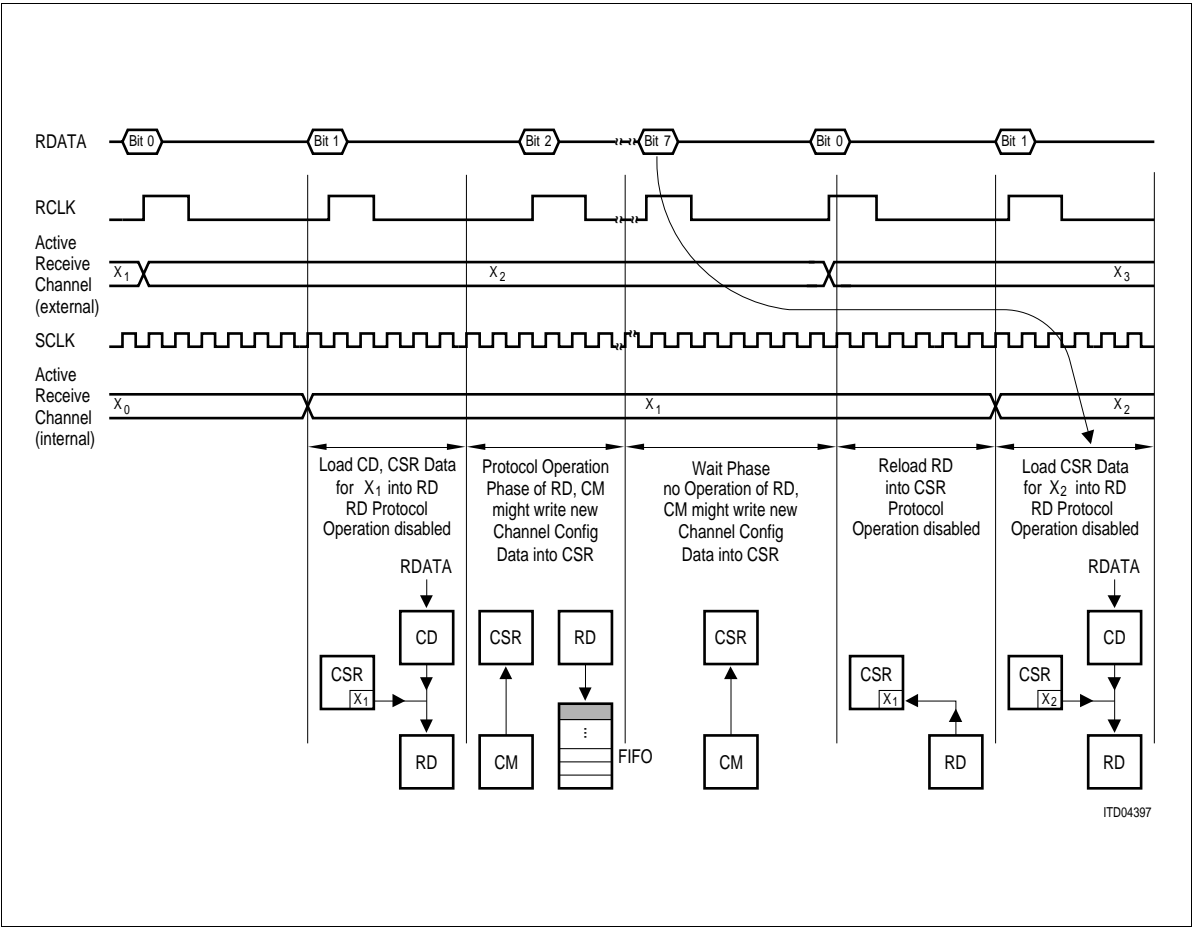 RDATA Bit 0 Bit 1 Bit 2 Bit 7 Bit 0 Bit 1
RCLK
Active
Receive
Channel
(external)
X1 X2 X3
SCLK
Active
Receive
Channel
(internal)
X0 X1 X2
Load CD, CSR Data
for X1 into RD
RD Protocol
Operation disabled
Protocol Operation
Phase of RD, CM
might write new
Channel Config
Data into CSR
Wait Phase
no Operation of RD,
CM might write new
Channel Config
Data into CSR
Reload RD
into CSR
Protocol
Operation disabled
Load CSR Data
for X2 into RD
RD Protocol
Operation disabled
RDATA
CD
CSR
X1
RD
CSR
CM
RD
FIFO
CSR
CM
CSR
X1
RD
RDATA
CD
CSR
X2
RD
ITD04397